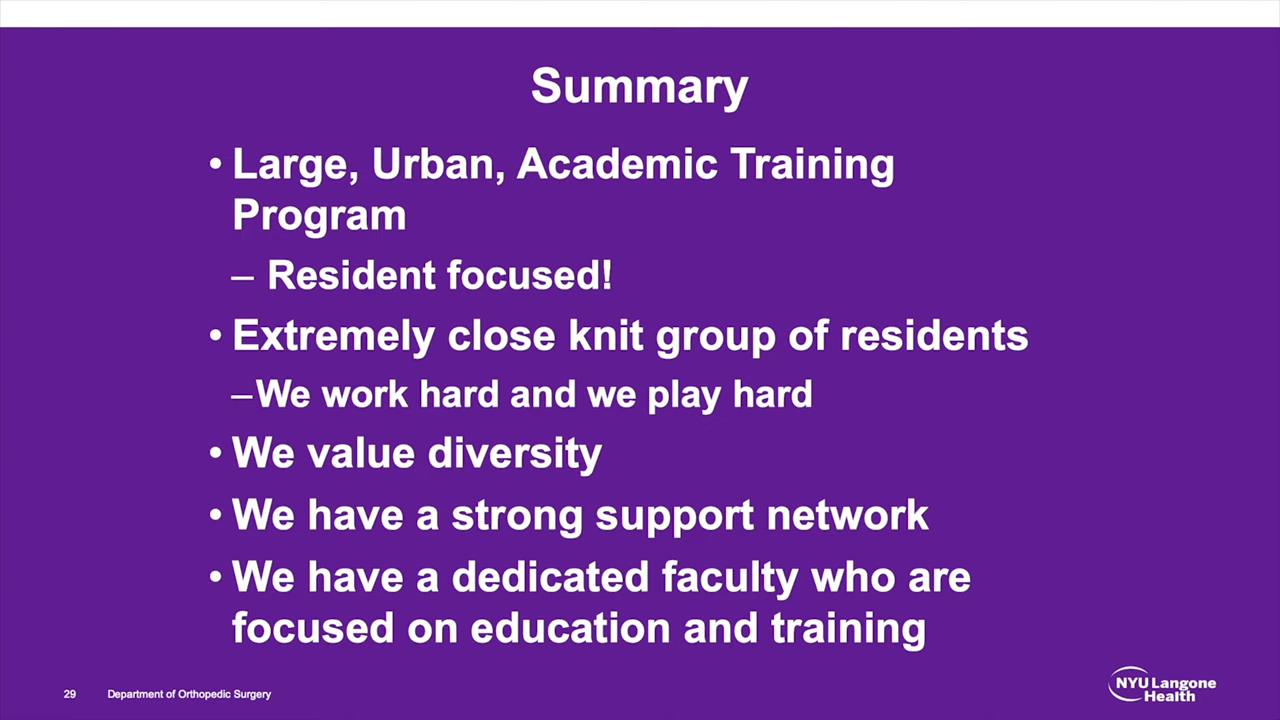 Summary
• Large, Urban, Academic Training
Program
– Resident focused!
• Extremely close knit group of residents
–We work hard and we play hard
• We value diversity
• We have a strong support network
• We have a dedicated faculty who are
focused on education and training
29 Department of Orthopedic Surgery
NYU Langone
Health